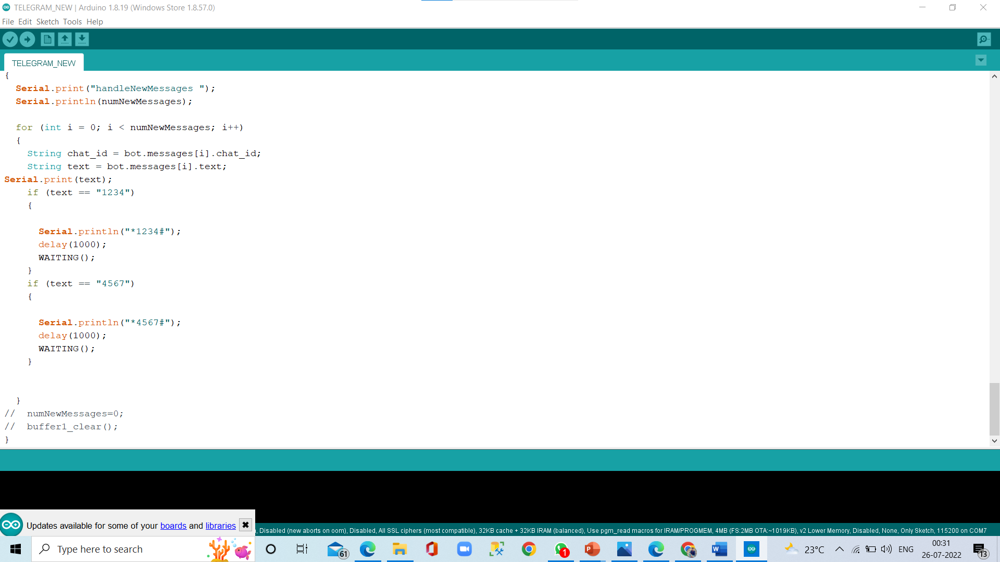 TELEGRAM_NEW | Arduino 1.8.19 (Windows Store 1.8.57.0)
File Edit Sketch Tools Help
TELEGRAM_NEW
{
  Serial.print("handleNewMessages ");
  Serial.println(numNewMessages);
  for (int i = 0; i < numNewMessages; i++)
  {
    String chat_id = bot.messages[i].chat_id;
    String text = bot.messages[i].text;
Serial.print(text);
    if (text == "1234")
    {
      Serial.println("*1234#");
      delay(1000);
      WAITING();
    }
    if (text == "4567")
    {
      Serial.println("*4567#");
      delay(1000);
      WAITING();
    }
  }
//  numNewMessages=0;
//  buffer1_clear();
}
Updates available for some of your boards and libraries
, Disabled (new aborts on oom), Disabled, All SSL ciphers (most compatible), 32KB cache + 32KB IRAM (balanced), Use pgm_read macros for IRAM/PROGMEM, 4MB (FS:2MB OTA:~1019KB), v2 Lower Memory, Disabled, None, Only Sketch, 115200 on COM7
Type here to search
61
1
P
W
23°C
ENG
00:31
26-07-2022
13